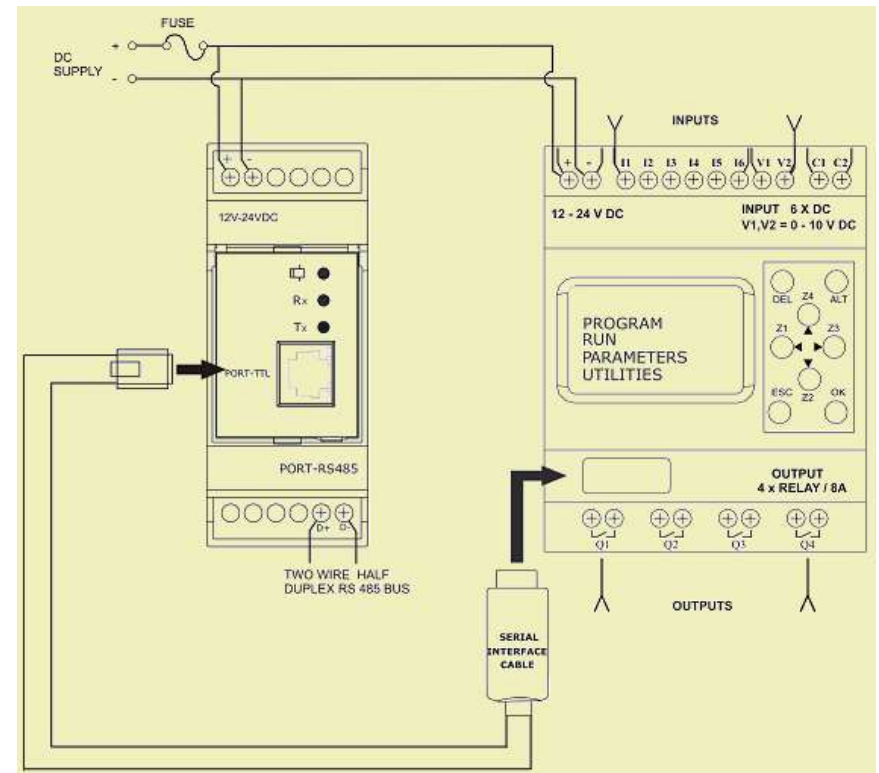 FUSE
+
DC
SUPPLY
-
INPUTS
+ -
+ - I1 I2 I3 I4 I5 I6 V1 V2 C1 C2
12V-24VDC
12 - 24 V DC
INPUT 6 X DC
V1,V2 = 0 - 10 V DC
Rx
Tx
PORT-TTL
PROGRAM
RUN
PARAMETERS
UTILITIES
DEL Z4 ALT
Z1 Z3
ESC Z2 OK
PORT-RS485
OUTPUT
4 x RELAY / 8A
D+ D-
Q1 Q2 Q3 Q4
TWO WIRE HALF
DUPLEX RS 485 BUS
OUTPUTS
SERIAL
INTERFACE
CABLE